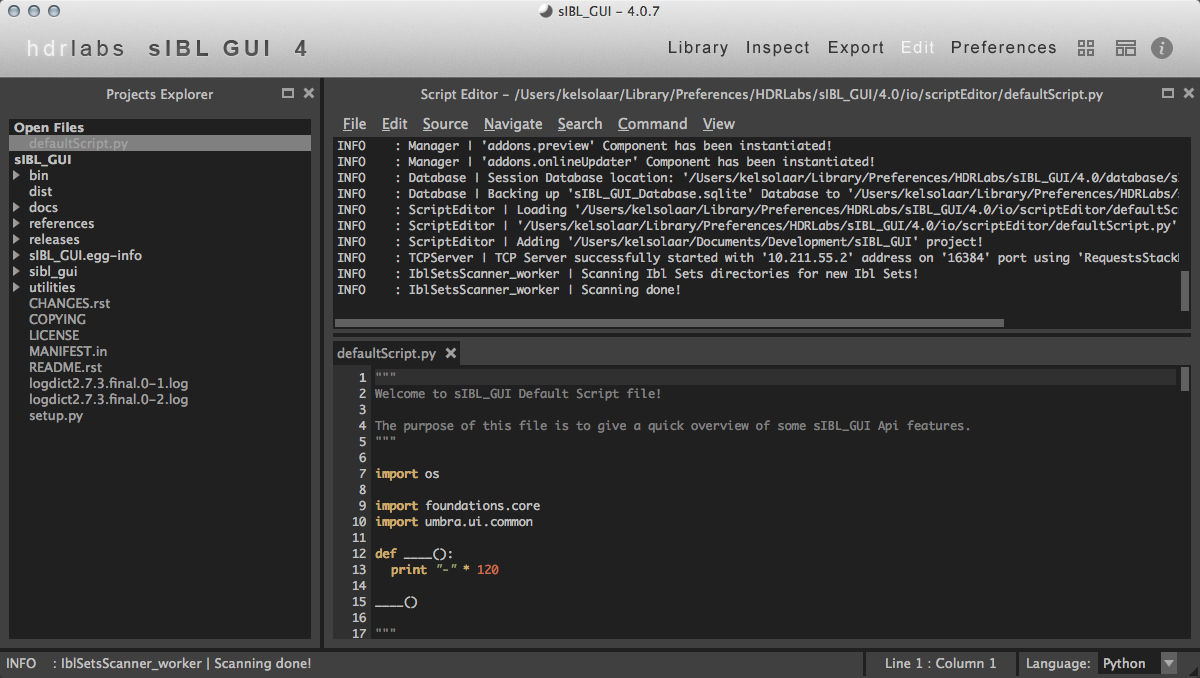 sIBL_GUI - 4.0.7
hdrlabs sIBL GUI 4
Library Inspect Export Edit Preferences
Projects Explorer
Open Files
defaultScript.py
sIBL_GUI
bin
dist
docs
references
releases
sIBL_GUI.egg-info
sibl_gui
utilities
CHANGES.rst
COPYING
LICENSE
MANIFEST.in
README.rst
logdict2.7.3.final.0-1.log
logdict2.7.3.final.0-2.log
setup.py
Script Editor - /Users/kelsolaar/Library/Preferences/HDRLabs/sIBL_GUI/4.0/io/scriptEditor/defaultScript.py
File Edit Source Navigate Search Command View
INFO    : Manager | 'addons.preview' Component has been instantiated!
INFO    : Manager | 'addons.onlineUpdater' Component has been instantiated!
INFO    : Database | Session Database location: '/Users/kelsolaar/Library/Preferences/HDRLabs/sIBL_GUI/4.0/database/s
INFO    : Database | Backing up 'sIBL_GUI_Database.sqlite' Database to '/Users/kelsolaar/Library/Preferences/HDRLabs/
INFO    : ScriptEditor | Loading '/Users/kelsolaar/Library/Preferences/HDRLabs/sIBL_GUI/4.0/io/scriptEditor/defaultSc
INFO    : ScriptEditor | '/Users/kelsolaar/Library/Preferences/HDRLabs/sIBL_GUI/4.0/io/scriptEditor/defaultScript.py'
INFO    : ScriptEditor | Adding '/Users/kelsolaar/Documents/Development/sIBL_GUI' project!
INFO    : TCPServer | TCP Server successfully started with '10.211.55.2' address on '16384' port using 'RequestsStack
INFO    : IblSetsScanner_worker | Scanning Ibl Sets directories for new Ibl Sets!
INFO    : IblSetsScanner_worker | Scanning done!
defaultScript.py
1 """
2 Welcome to sIBL_GUI Default Script file!
3
4 The purpose of this file is to give a quick overview of some sIBL_GUI Api features.
5 """
6
7 import os
8
9 import foundations.core
10 import umbra.ui.common
11
12 def ____():
13   print "-" * 120
14
15 ____()
16
17 """
INFO    : IblSetsScanner_worker | Scanning done!
Line 1 : Column 1
Language: Python